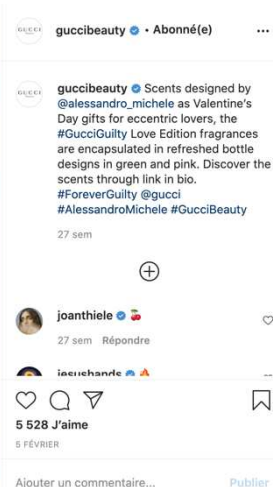 GUCCI guccibeauty • Abonné(e)
GUCCI guccibeauty Scents designed by
@alessandro_michele as Valentine's
Day gifts for eccentric lovers, the
#GucciGuilty Love Edition fragrances
are encapsulated in refreshed bottle
designs in green and pink. Discover the
scents through link in bio.
#ForeverGuilty @gucci
#AlessandroMichele #GucciBeauty
27 sem
joanthiele
27 sem Répondre
jesushands
5 528 J'aime
5 FÉVRIER
Ajouter un commentaire... Publier